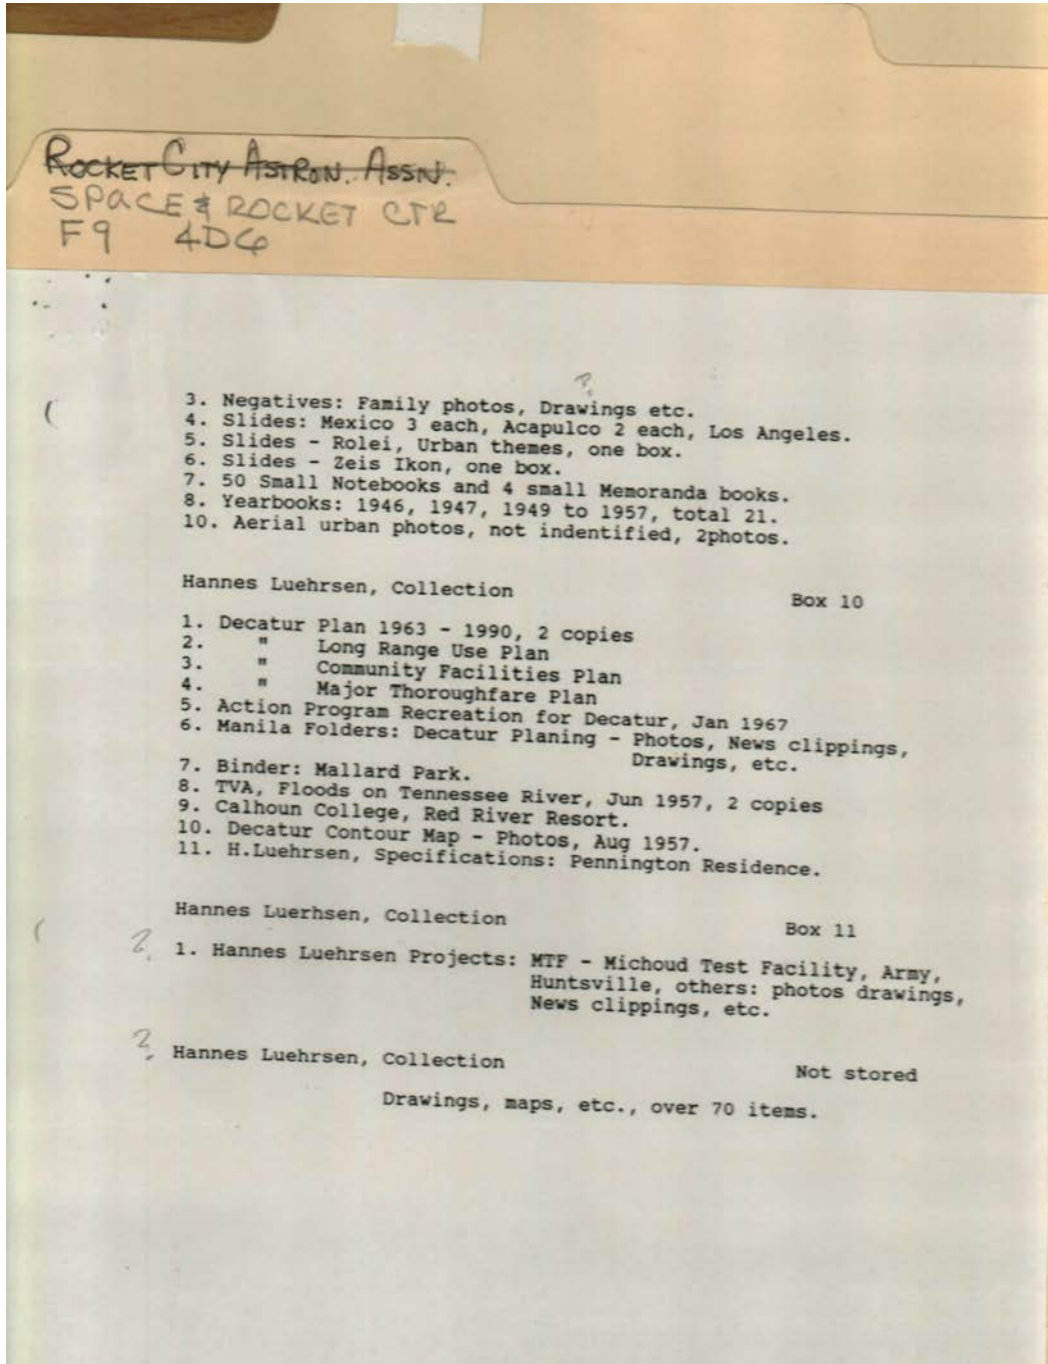 ROCKET CITY ASTRON. ASSN.
SPACE & ROCKET CTR
F9 4D6
?
3. Negatives: Family photos, Drawings etc.
4. Slides: Mexico 3 each, Acapulco 2 each, Los Angeles.
5. Slides - Rolei, Urban themes, one box.
6. Slides - Zeis Ikon, one box.
7. 50 Small Notebooks and 4 small Memoranda books.
8. Yearbooks: 1946, 1947, 1949 to 1957, total 21.
10. Aerial urban photos, not indentified, 2photos.
Hannes Luehrsen, Collection Box 10
1. Decatur Plan 1963 - 1990, 2 copies
2. " Long Range Use Plan
3. " Community Facilities Plan
4. " Major Thoroughfare Plan
5. Action Program Recreation for Decatur, Jan 1967
6. Manila Folders: Decatur Planing - Photos, News clippings,
Drawings, etc.
7. Binder: Mallard Park.
8. TVA, Floods on Tennessee River, Jun 1957, 2 copies
9. Calhoun College, Red River Resort.
10. Decatur Contour Map - Photos, Aug 1957.
11. H.Luehrsen, Specifications: Pennington Residence.
Hannes Luerhsen, Collection Box 11
? 1. Hannes Luehrsen Projects: MTF - Michoud Test Facility, Army,
Huntsville, others: photos drawings,
News clippings, etc.
? Hannes Luehrsen, Collection Not stored
Drawings, maps, etc., over 70 items.